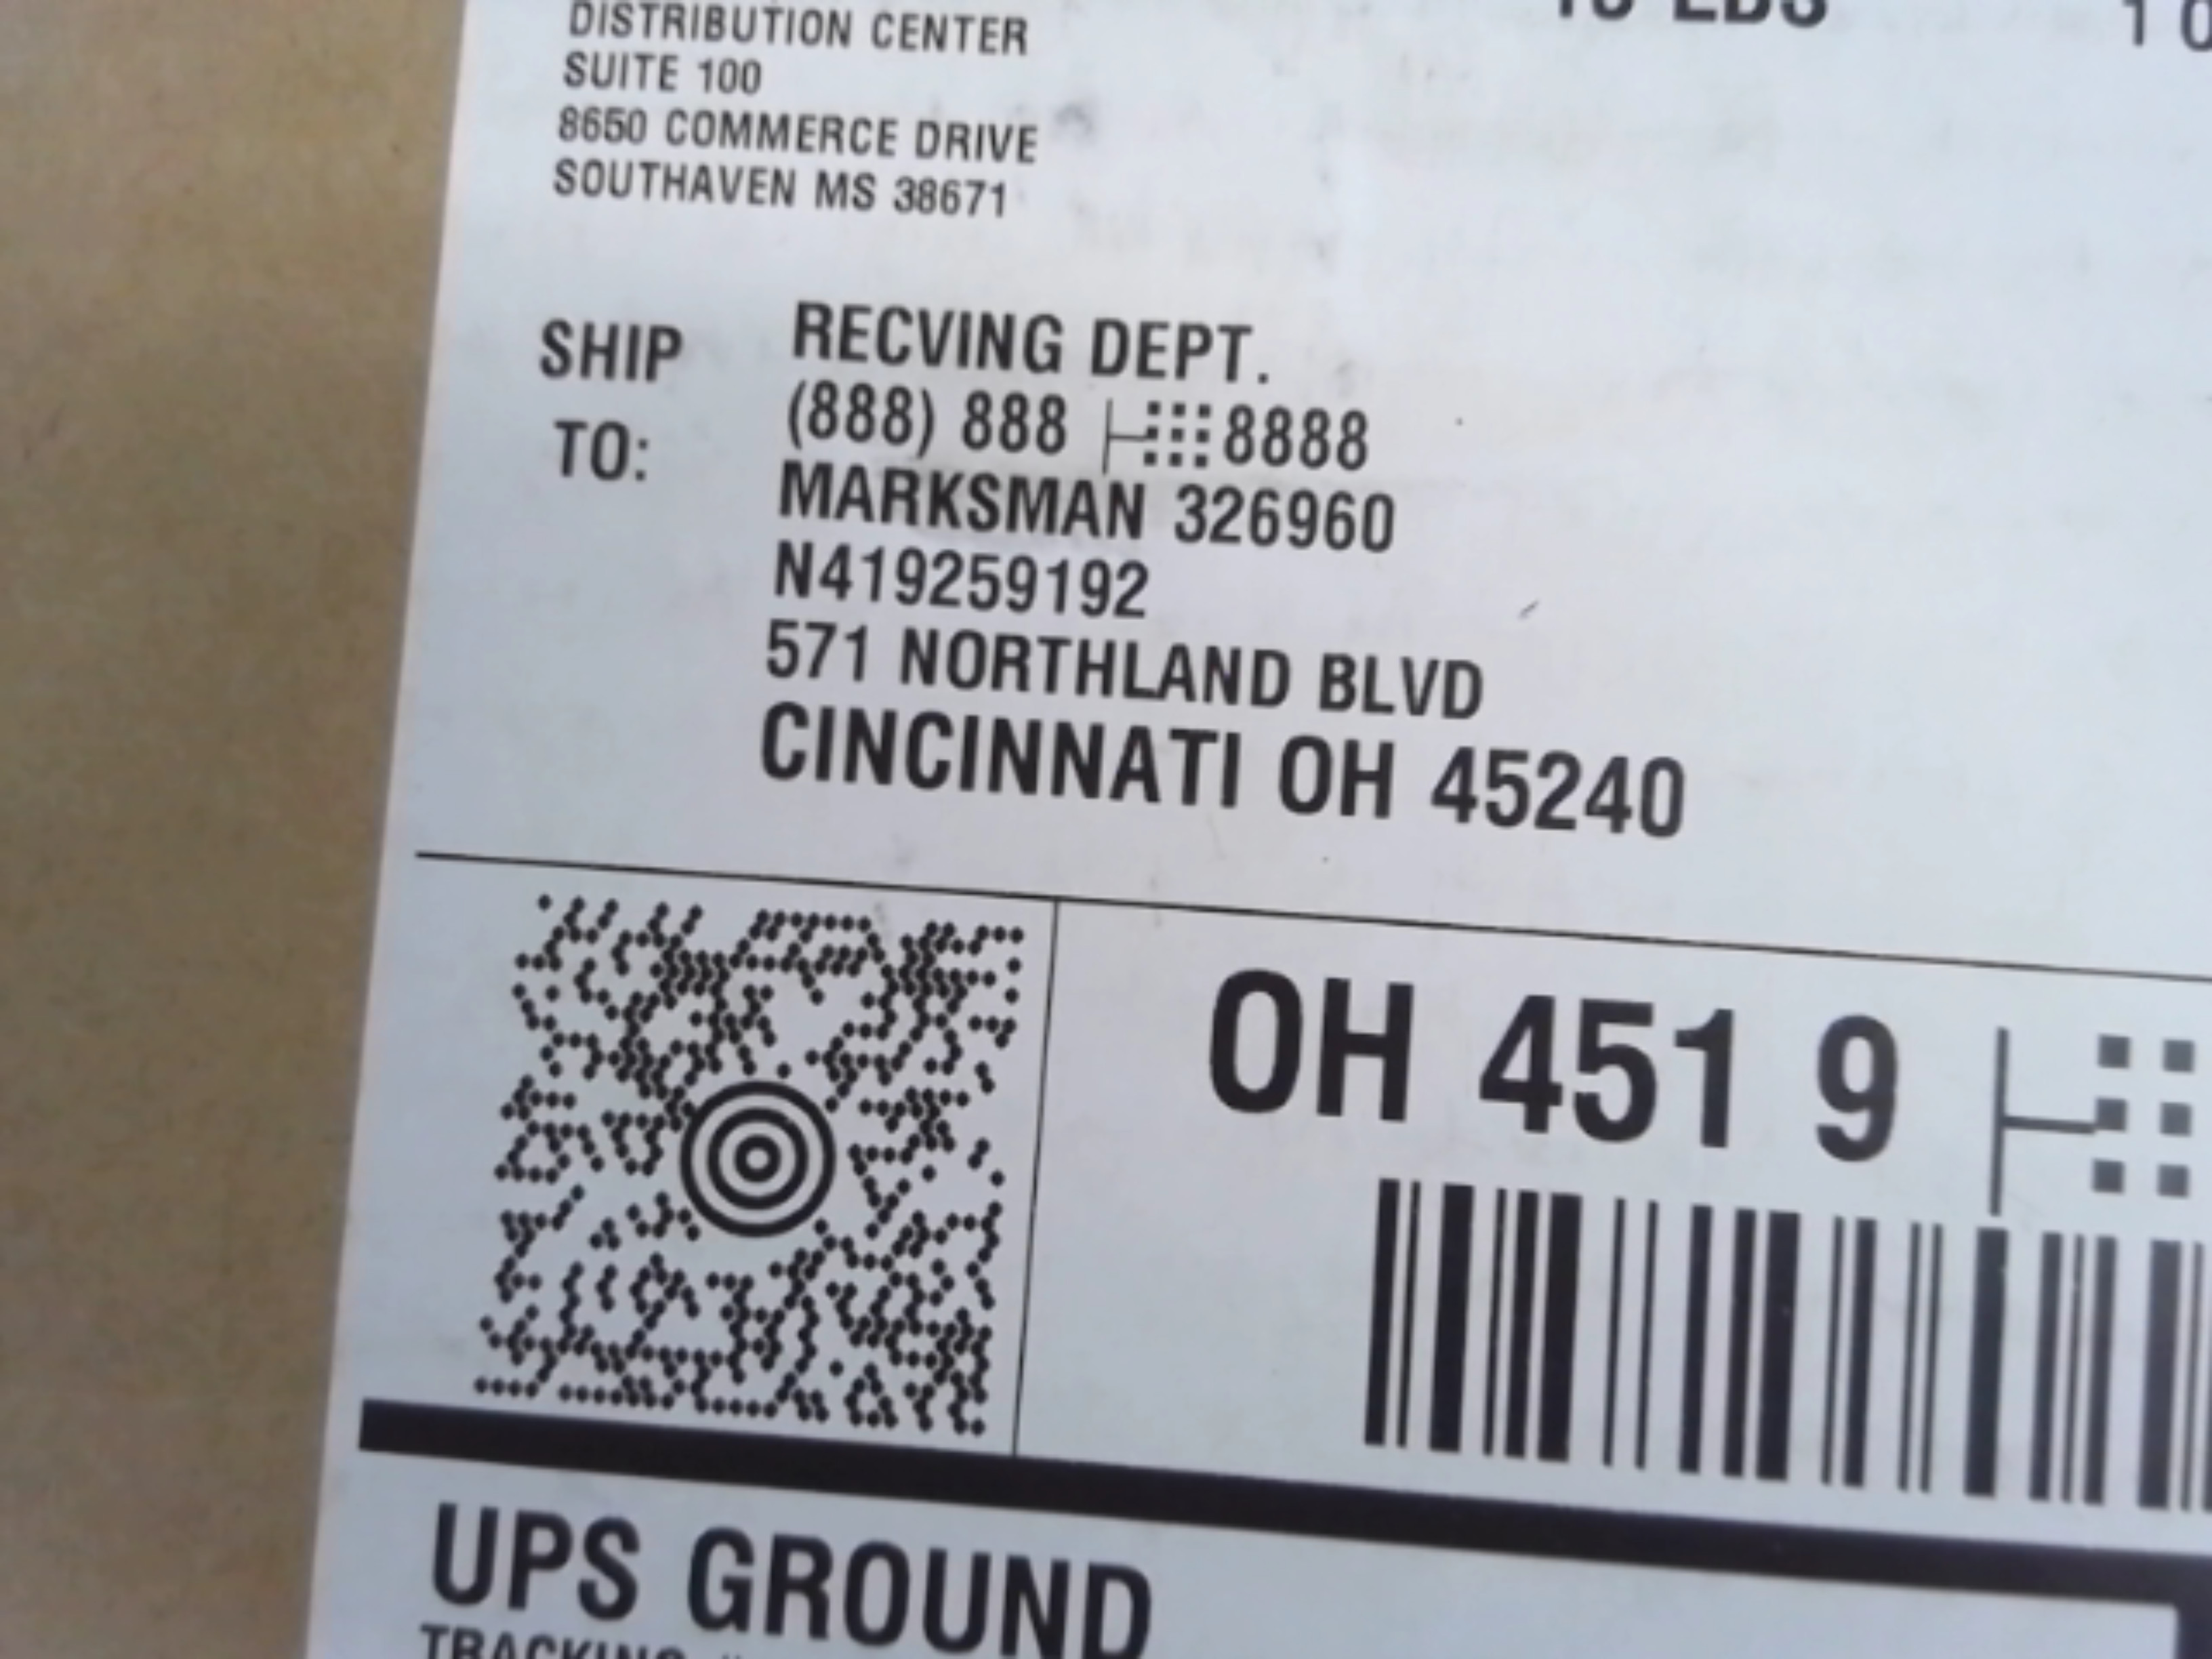 DISTRIBUTION CENTER
SUITE 100
8650 COMMERCE DRIVE
SOUTHAVEN MS 38671
SHIP TO:
RECVING DEPT.
(888) 888 8888
MARKSMAN 326960
N419259192
571 NORTHLAND BLVD
CINCINNATI OH 45240
OH 451 9
UPS GROUND
TRACKING